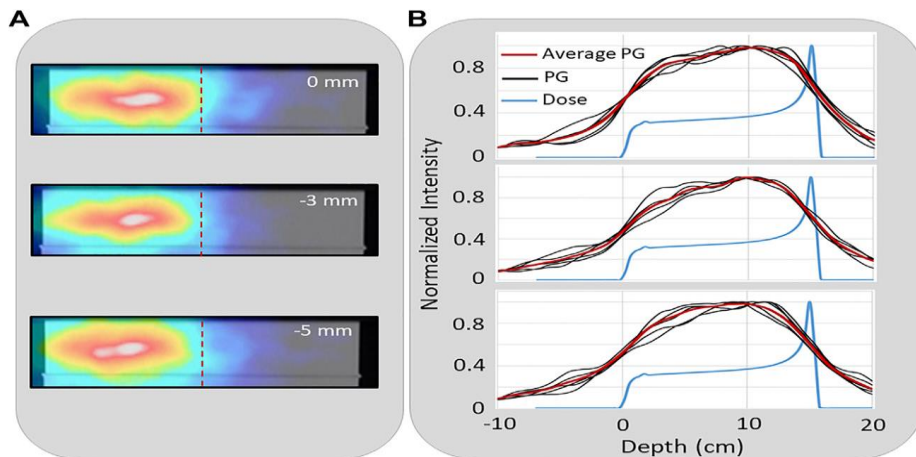 A
0 mm
-3 mm
-5 mm
B
Normalized Intensity
0.8
0.4
0
Average PG
PG
Dose
0.8
0.4
0
0.8
0.4
0
-10
0
10
20
Depth (cm)